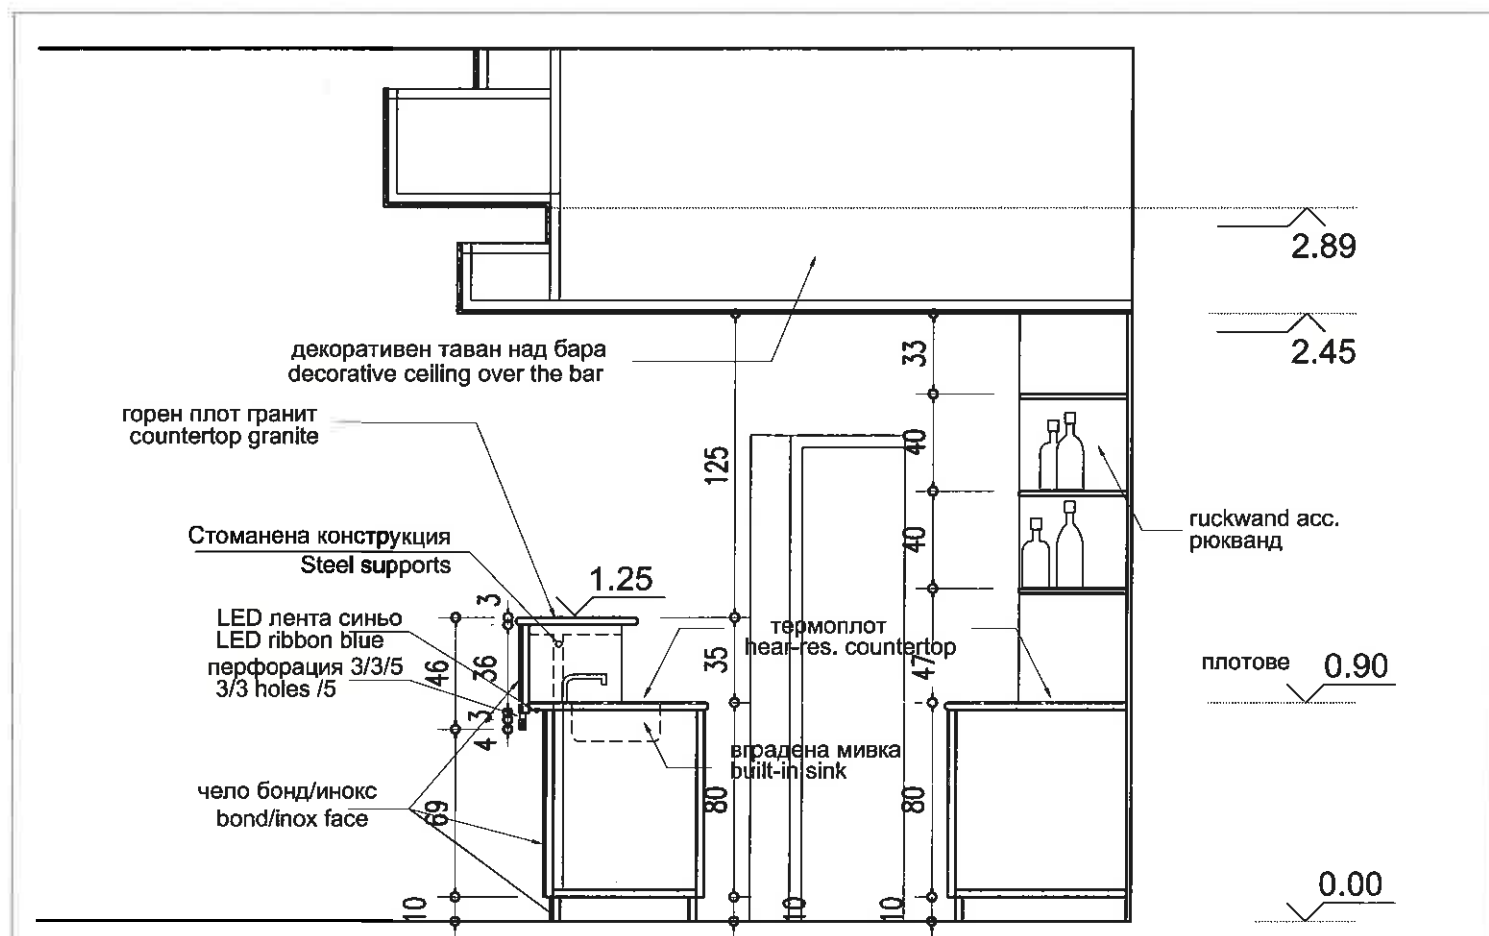 2.89
2.45
декоративен таван над бара
decorative ceiling over the bar
33
горен плот гранит
countertop granite
125
40
ruckwand acc.
рюкванд
Стоманена конструкция
Steel supports
40
1.25
3
LED лента синьо
LED ribbon blue
перфорация 3/3/5
3/3 holes /5
46
36
35
термоплот
hear-res. countertop
47
плотове 0.90
3
4
вградена мивка
built-in sink
чело бонд/инокс
bond/inox face
69
80
80
0.00
10
10
10